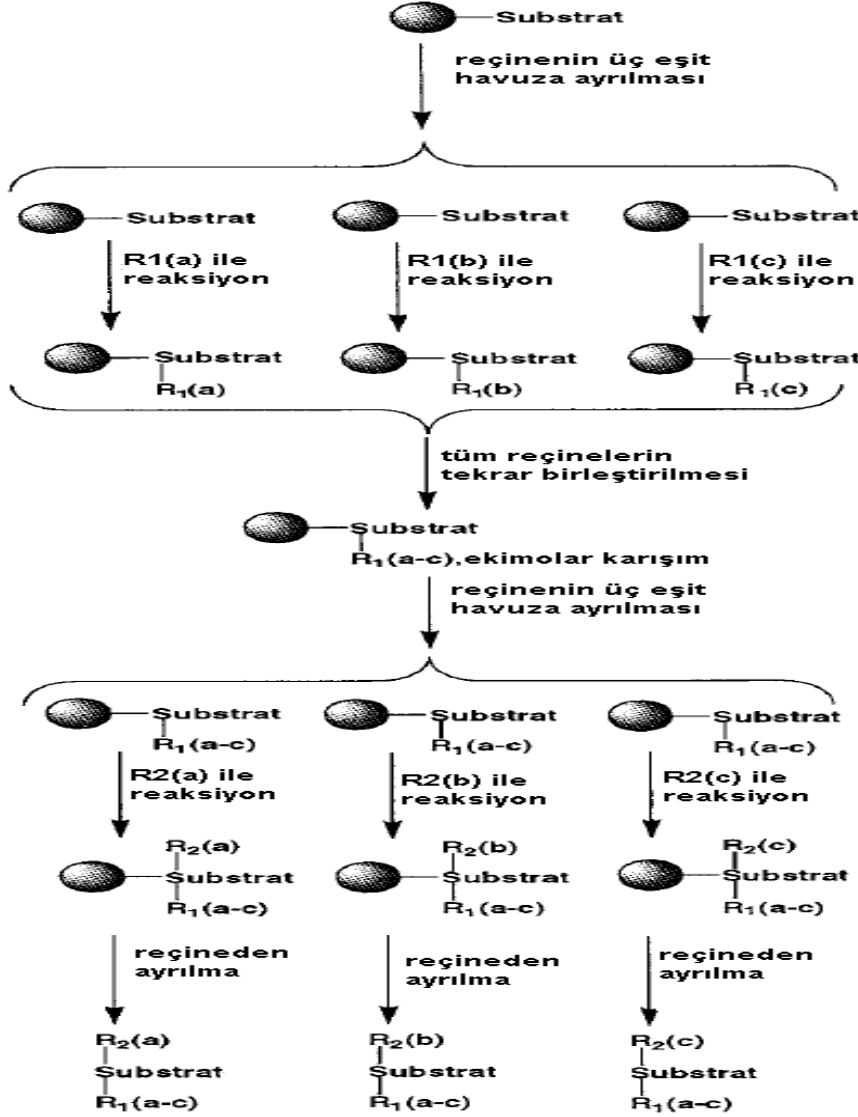 Substrat
reçinenin üç eşit
havuza ayrılması
Substrat
Substrat
Substrat
R1(a) ile
reaksiyon
R1(b) ile
reaksiyon
R1(c) ile
reaksiyon
Substrat
R₁(a)
Substrat
R₁(b)
Substrat
R₁(c)
tüm reçinelerin
tekrar birleştirilmesi
Substrat
R₁(a-c),ekimolar karışım
reçinenin üç eşit
havuza ayrılması
Substrat
R₁(a-c)
Substrat
R₁(a-c)
Substrat
R₁(a-c)
R2(a) ile
reaksiyon
R2(b) ile
reaksiyon
R2(c) ile
reaksiyon
R₂(a)
Substrat
R₁(a-c)
R₂(b)
Substrat
R₁(a-c)
R₂(c)
Substrat
R₁(a-c)
reçineden
ayrılma
reçineden
ayrılma
reçineden
ayrılma
R₂(a)
Substrat
R₁(a-c)
R₂(b)
Substrat
R₁(a-c)
R₂(c)
Substrat
R₁(a-c)